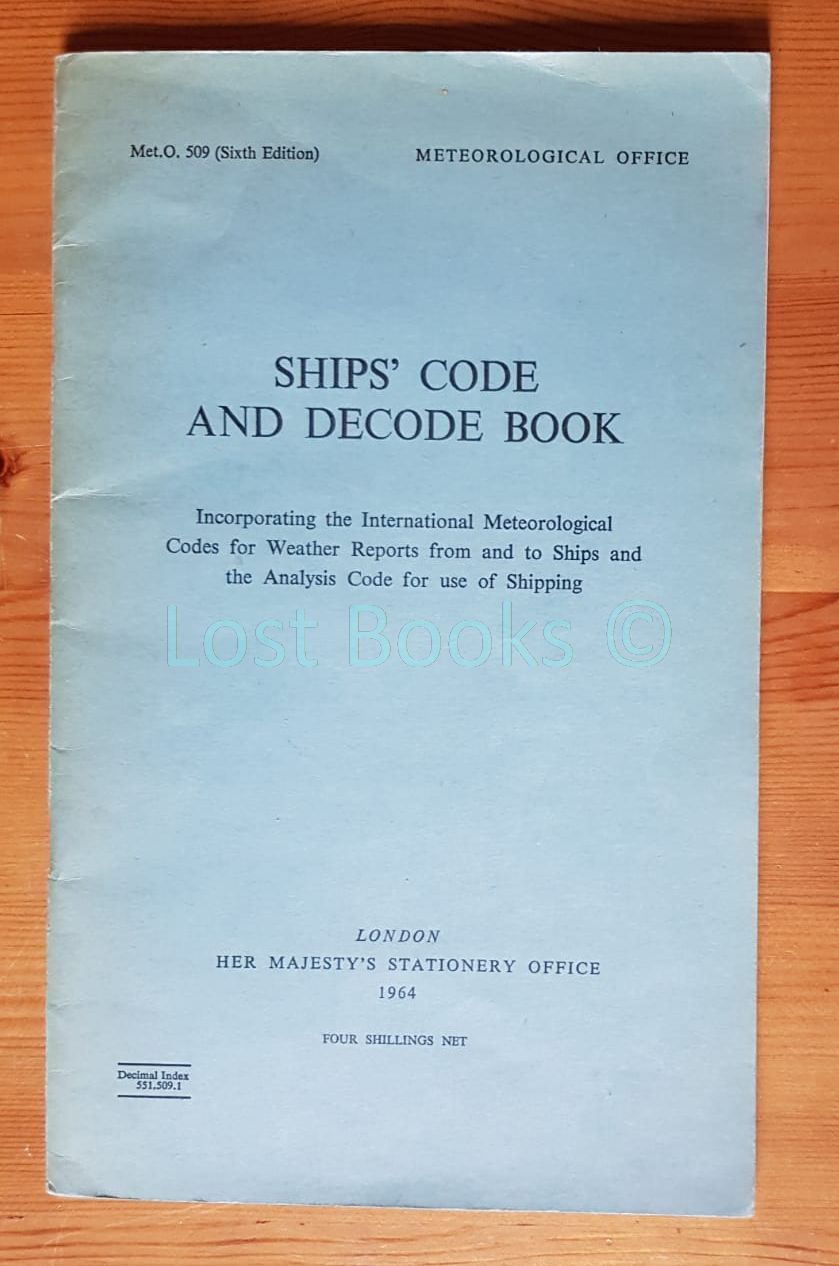 Met.O. 509 (Sixth Edition)
METEOROLOGICAL OFFICE
SHIPS’ CODE
AND DECODE BOOK
Incorporating the International Meteorological
Codes for Weather Reports from and to Ships and
the Analysis Code for use of Shipping
Lost Books ©
LONDON
HER MAJESTY’S STATIONERY OFFICE
1964
FOUR SHILLINGS NET
Decimal Index
551.509.1